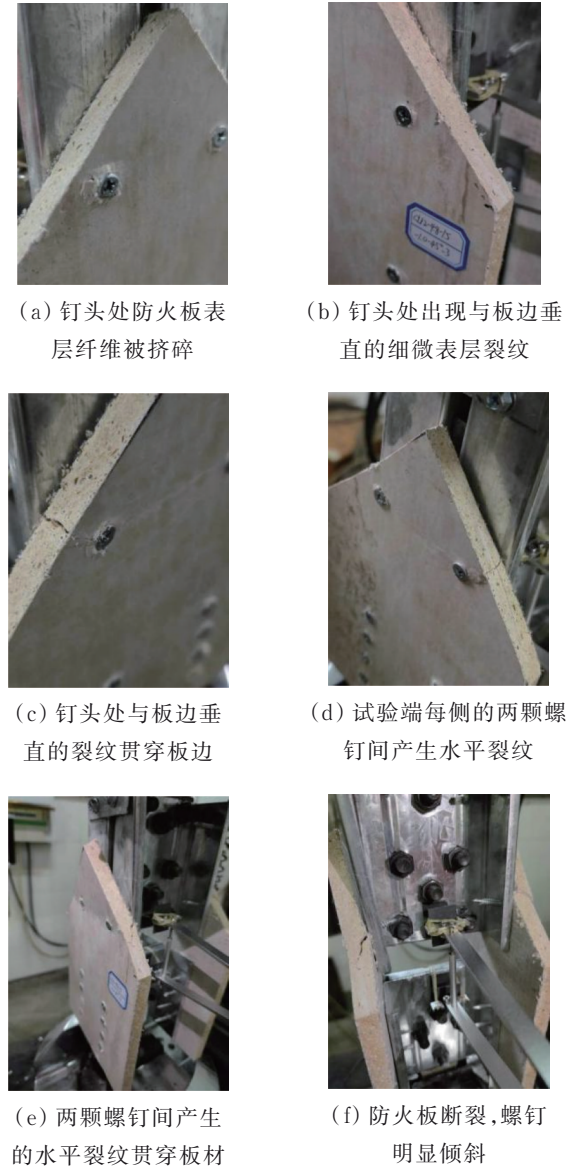 (a) 钉头处防火板表
层纤维被挤碎
(b) 钉头处出现与板边垂
直的细微表层裂纹
(c) 钉头处与板边垂
直的裂纹贯穿板边
(d) 试验端每侧的两颗螺
钉间产生水平裂纹
(e) 两颗螺钉间产生
的水平裂纹贯穿板材
(f) 防火板断裂,螺钉
明显倾斜